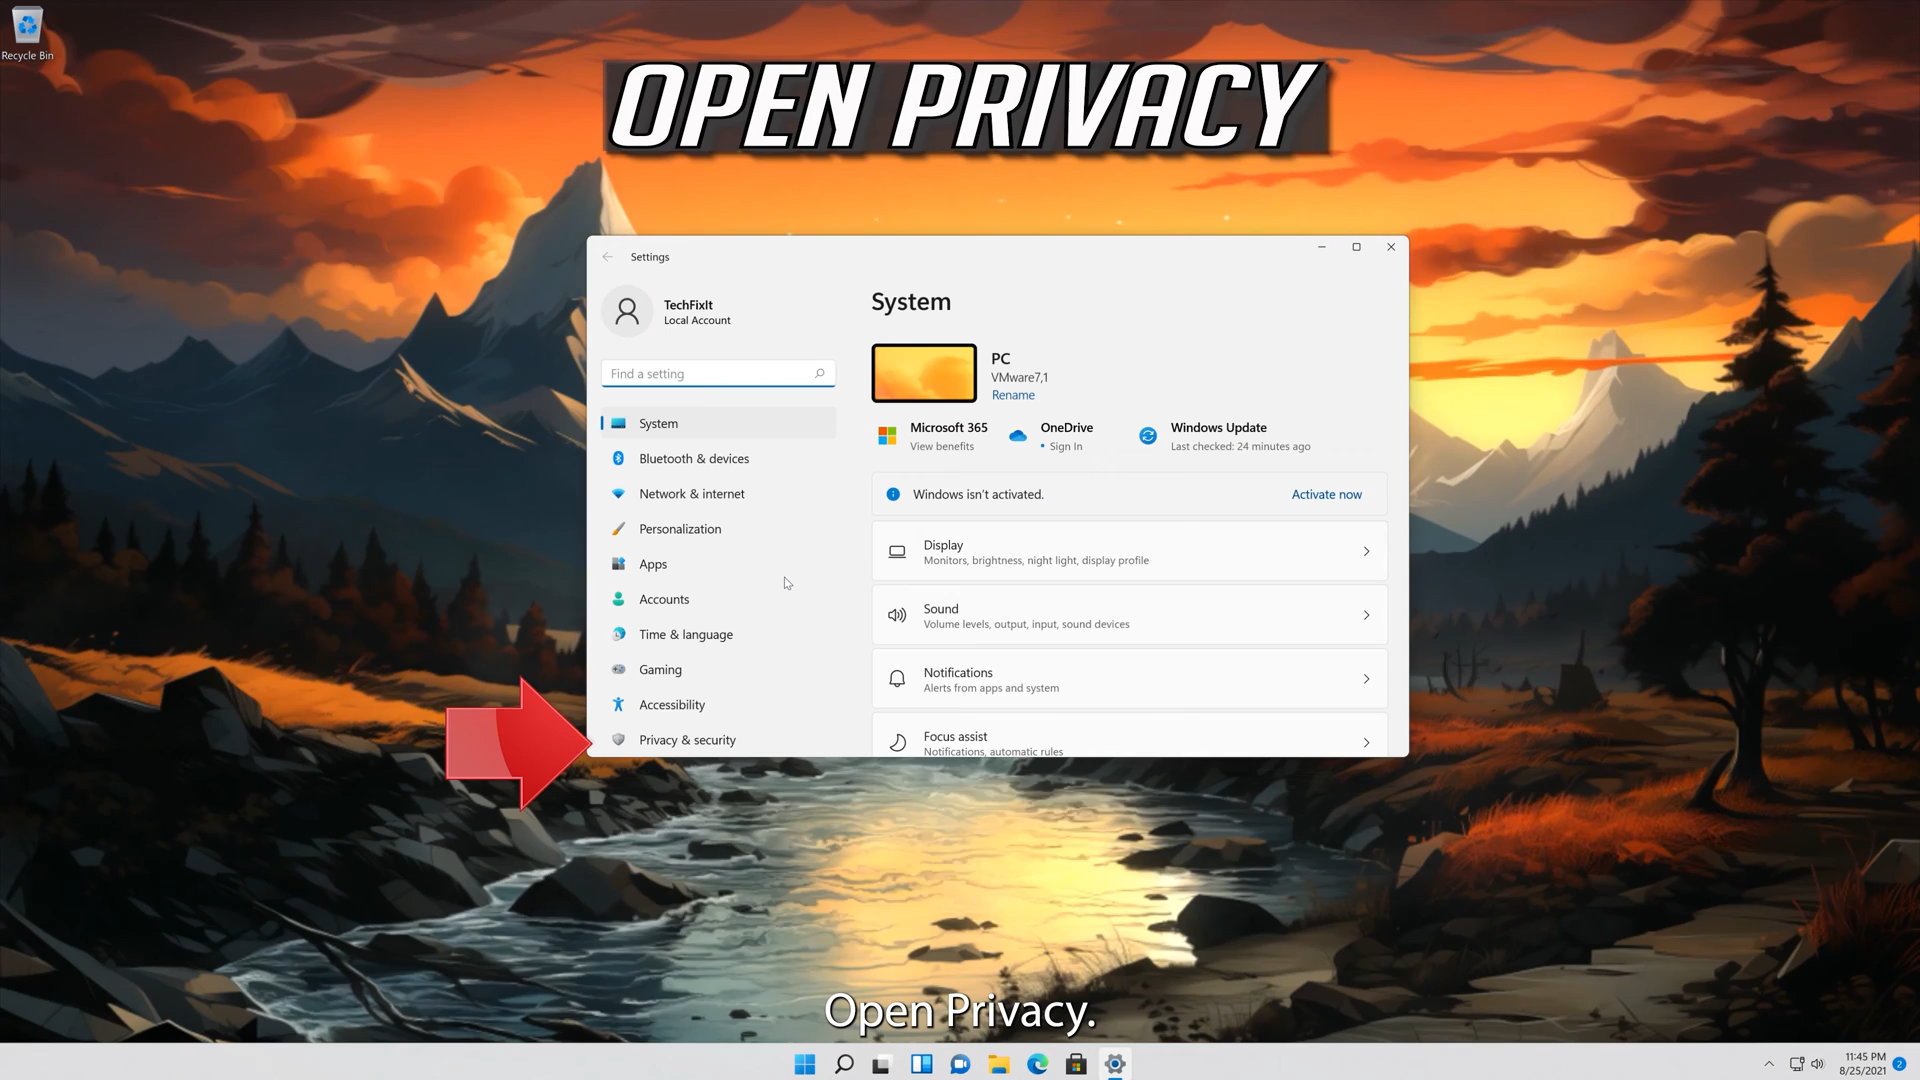 Recycle Bin
OPEN PRIVACY
Settings
TechFixIt
Local Account
Find a setting
System
Bluetooth & devices
Network & internet
Personalization
Apps
Accounts
Time & language
Gaming
Accessibility
Privacy & security
System
PC
VMware7,1
Rename
Microsoft 365
View benefits
OneDrive
• Sign In
Windows Update
Last checked: 24 minutes ago
Windows isn't activated.
Activate now
Display
Monitors, brightness, night light, display profile
Sound
Volume levels, output, input, sound devices
Notifications
Alerts from apps and system
Focus assist
Notifications, automatic rules
Open Privacy.
11:45 PM
8/25/2021
2